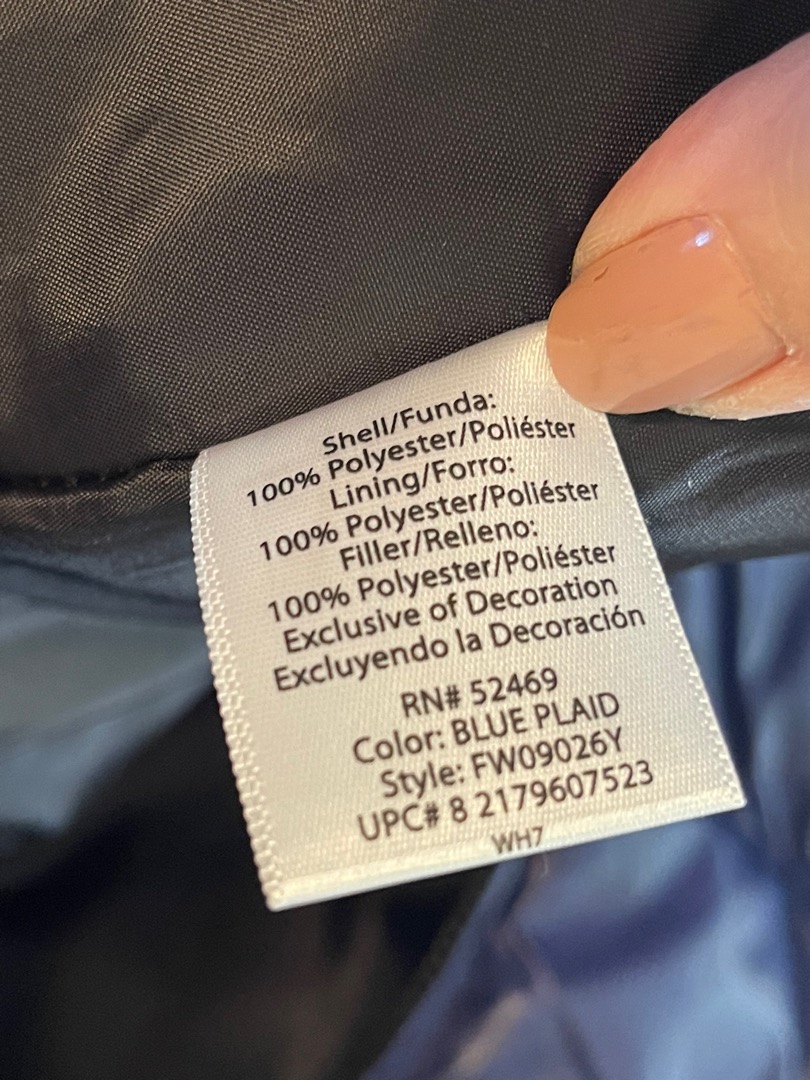 Shell/Funda:
100% Polyester/Poliéster
Lining/Forro:
100% Polyester/Poliéster
Filler/Relleno:
100% Polyester/Poliéster
Exclusive of Decoration
Excluyendo la Decoración
RN# 52469
Color: BLUE PLAID
Style: FW09026Y
UPC# 8 2179607523
WH7